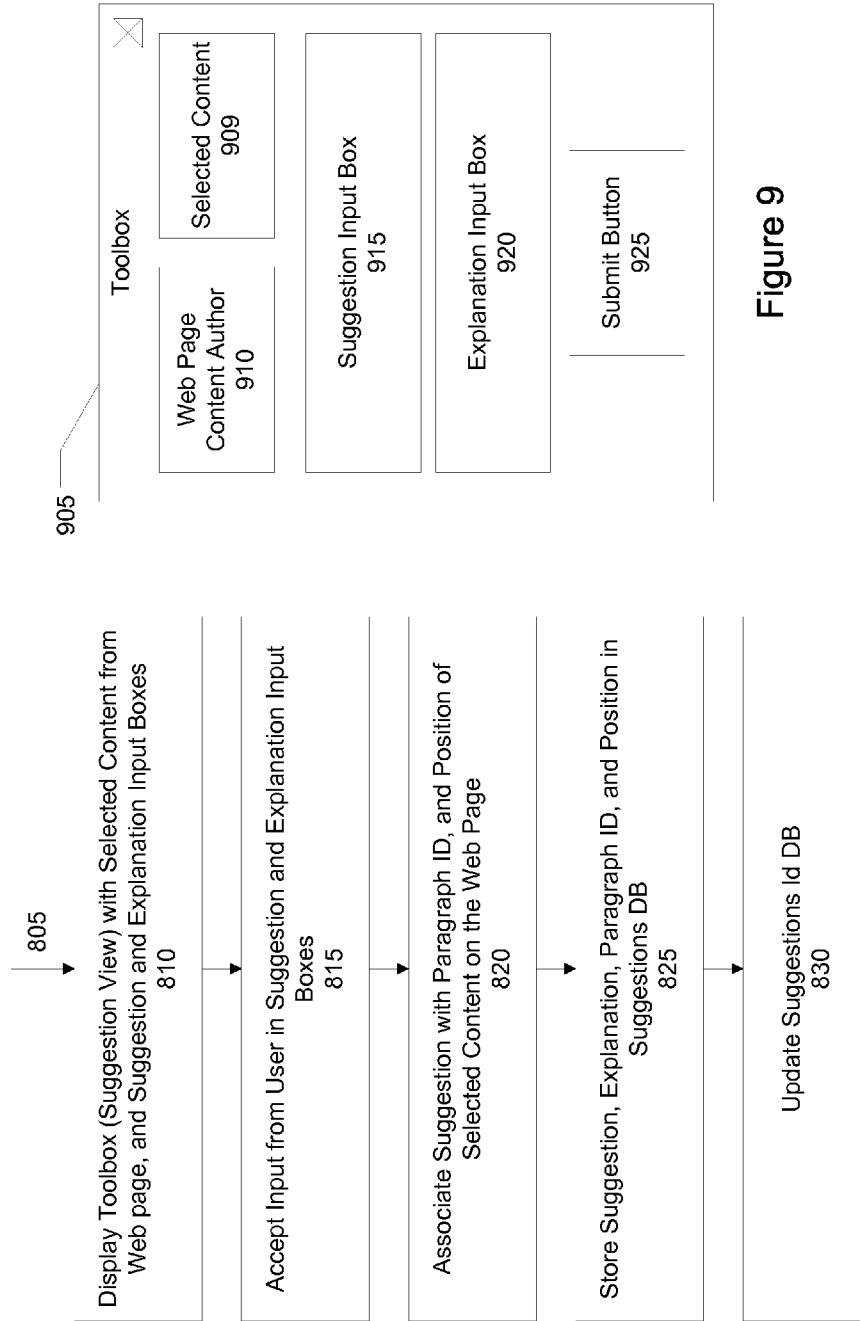 805
Display Toolbox (Suggestion View) with Selected Content from
Web page, and Suggestion and Explanation Input Boxes
810
Accept Input from User in Suggestion and Explanation Input
Boxes
815
Associate Suggestion with Paragraph ID, and Position of
Selected Content on the Web Page
820
Store Suggestion, Explanation, Paragraph ID, and Position in
Suggestions DB
825
Update Suggestions Id DB
830
905
Toolbox
Web Page
Content Author
910
Selected Content
909
Suggestion Input Box
915
Explanation Input Box
920
Submit Button
925
Figure 9